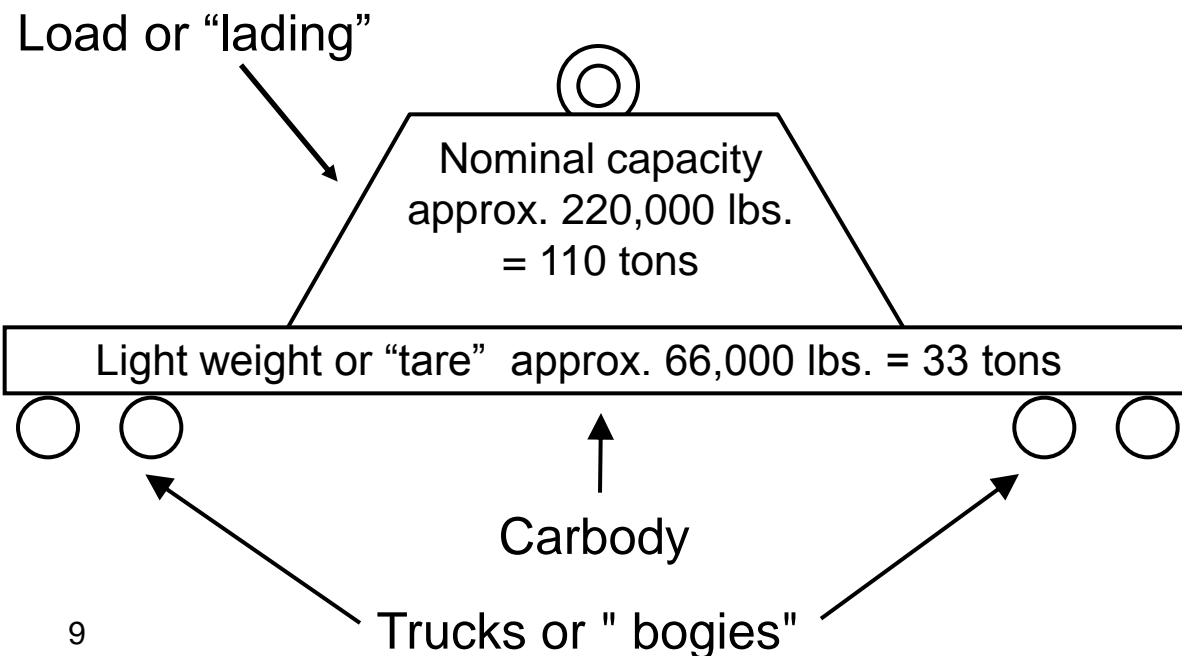 Load or “lading”
Nominal capacity
approx. 220,000 lbs.
= 110 tons
Light weight or “tare”  approx. 66,000 lbs. = 33 tons
Carbody
Trucks or " bogies"
9